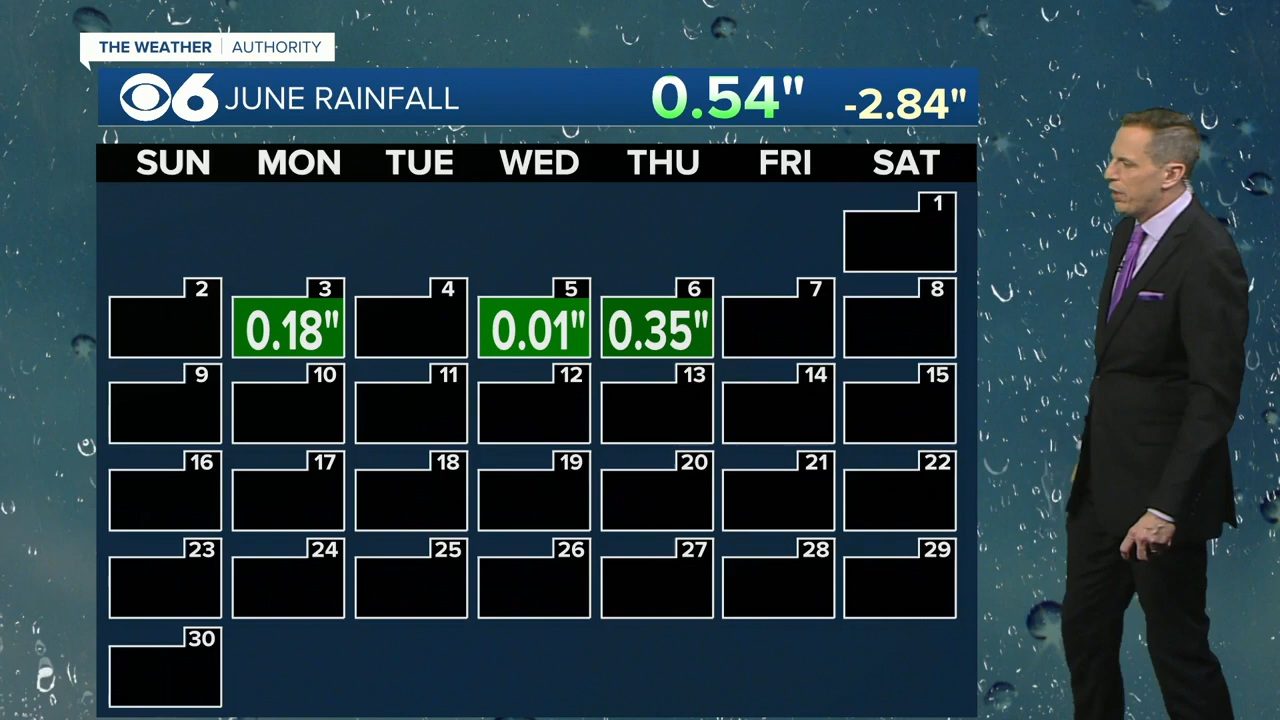 THE WEATHER | AUTHORITY
6 JUNE RAINFALL 0.54" -2.84"
SUN MON TUE WED THU FRI SAT
1
2 3 4 5 6 7 8
0.18" 0.01" 0.35"
9 10 11 12 13 14 15
16 17 18 19 20 21 22
23 24 25 26 27 28 29
30